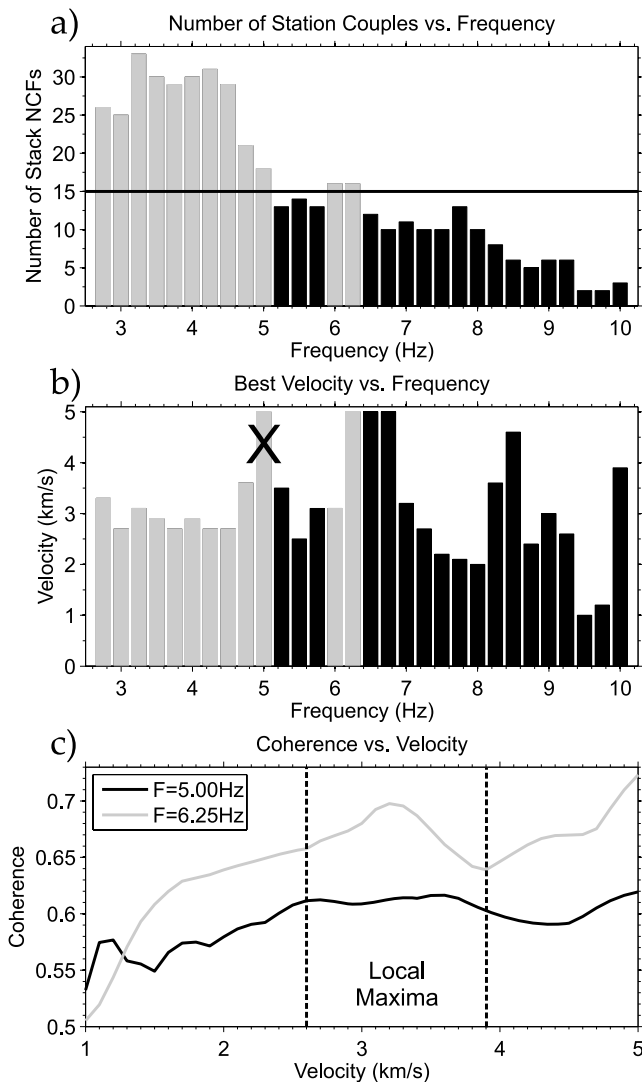 a)
Number of Station Couples vs. Frequency
Number of Stack NCFs
30
25
20
15
10
5
0
3 4 5 6 7 8 9 10
Frequency (Hz)
b)
Best Velocity vs. Frequency
Velocity (km/s)
5
4
3
2
1
0
X
3 4 5 6 7 8 9 10
Frequency (Hz)
c)
Coherence vs. Velocity
Coherence
0.7
0.65
0.6
0.55
0.5
F=5.00Hz
F=6.25Hz
Local
Maxima
1 2 3 4 5
Velocity (km/s)